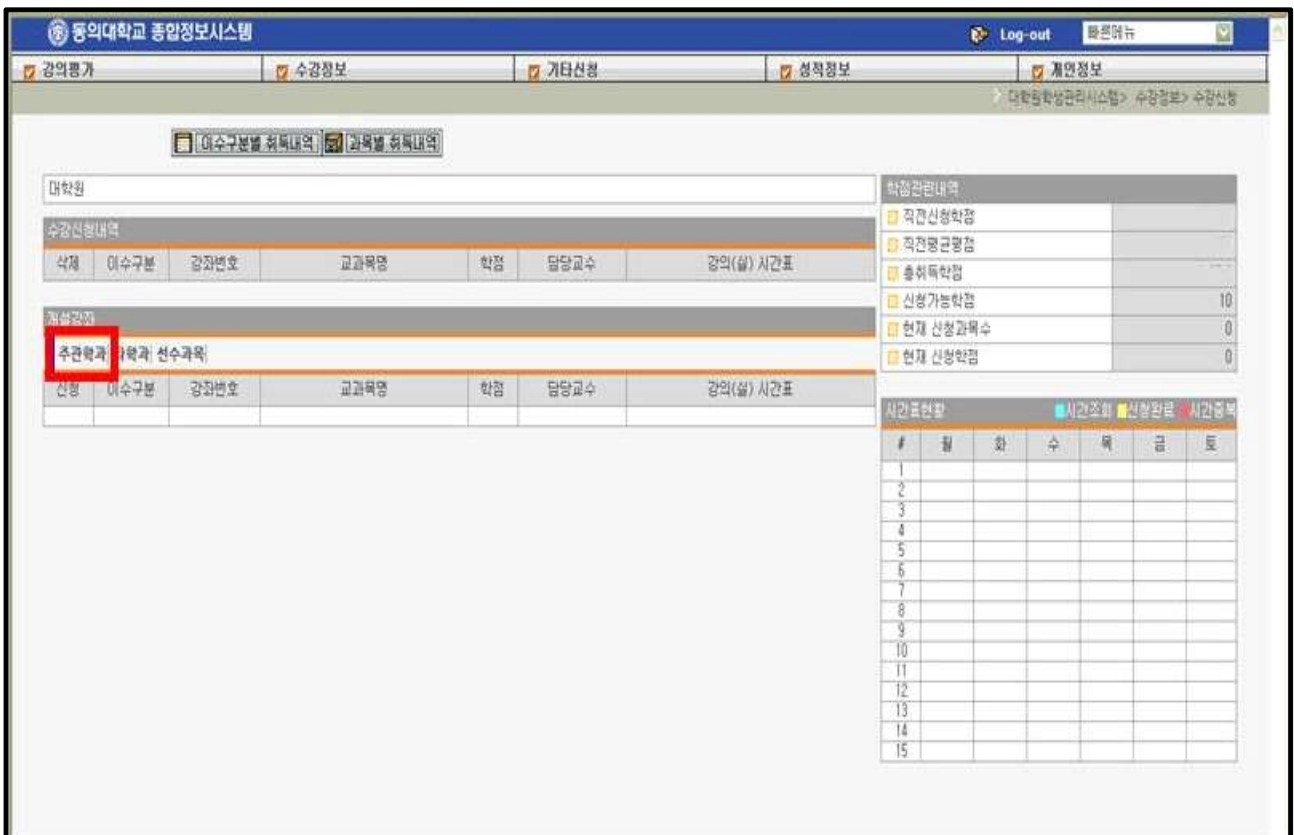 동의대학교 종합정보시스템
Log-out 빠른메뉴
강의평가 수강정보 기타신청 성적정보 개인정보
대학원학생관리시스템> 수강정보> 수강신청
이수구분별 취득내역 과목별 취득내역
대학원
수강신청내역
삭제 이수구분 강좌번호 교과목명 학점 담당교수 강의(실) 시간표
개설강좌
주관학과 타학과 선수과목
신청 이수구분 강좌번호 교과목명 학점 담당교수 강의(실) 시간표
학점관련내역
직전신청학점
직전평균평점
총취득학점
신청가능학점 10
현재 신청과목수 0
현재 신청학점 0
시간표현황 시간조회 신청완료 시간중복
# 월 화 수 목 금 토
1
2
3
4
5
6
7
8
9
10
11
12
13
14
15